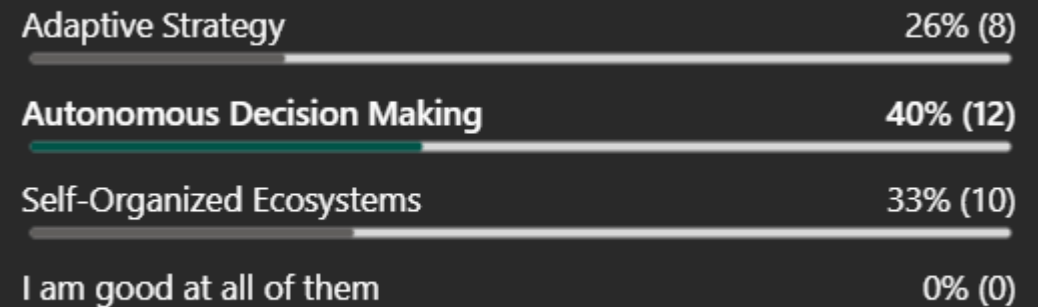 Adaptive Strategy 26% (8)
Autonomous Decision Making 40% (12)
Self-Organized Ecosystems 33% (10)
I am good at all of them 0% (0)